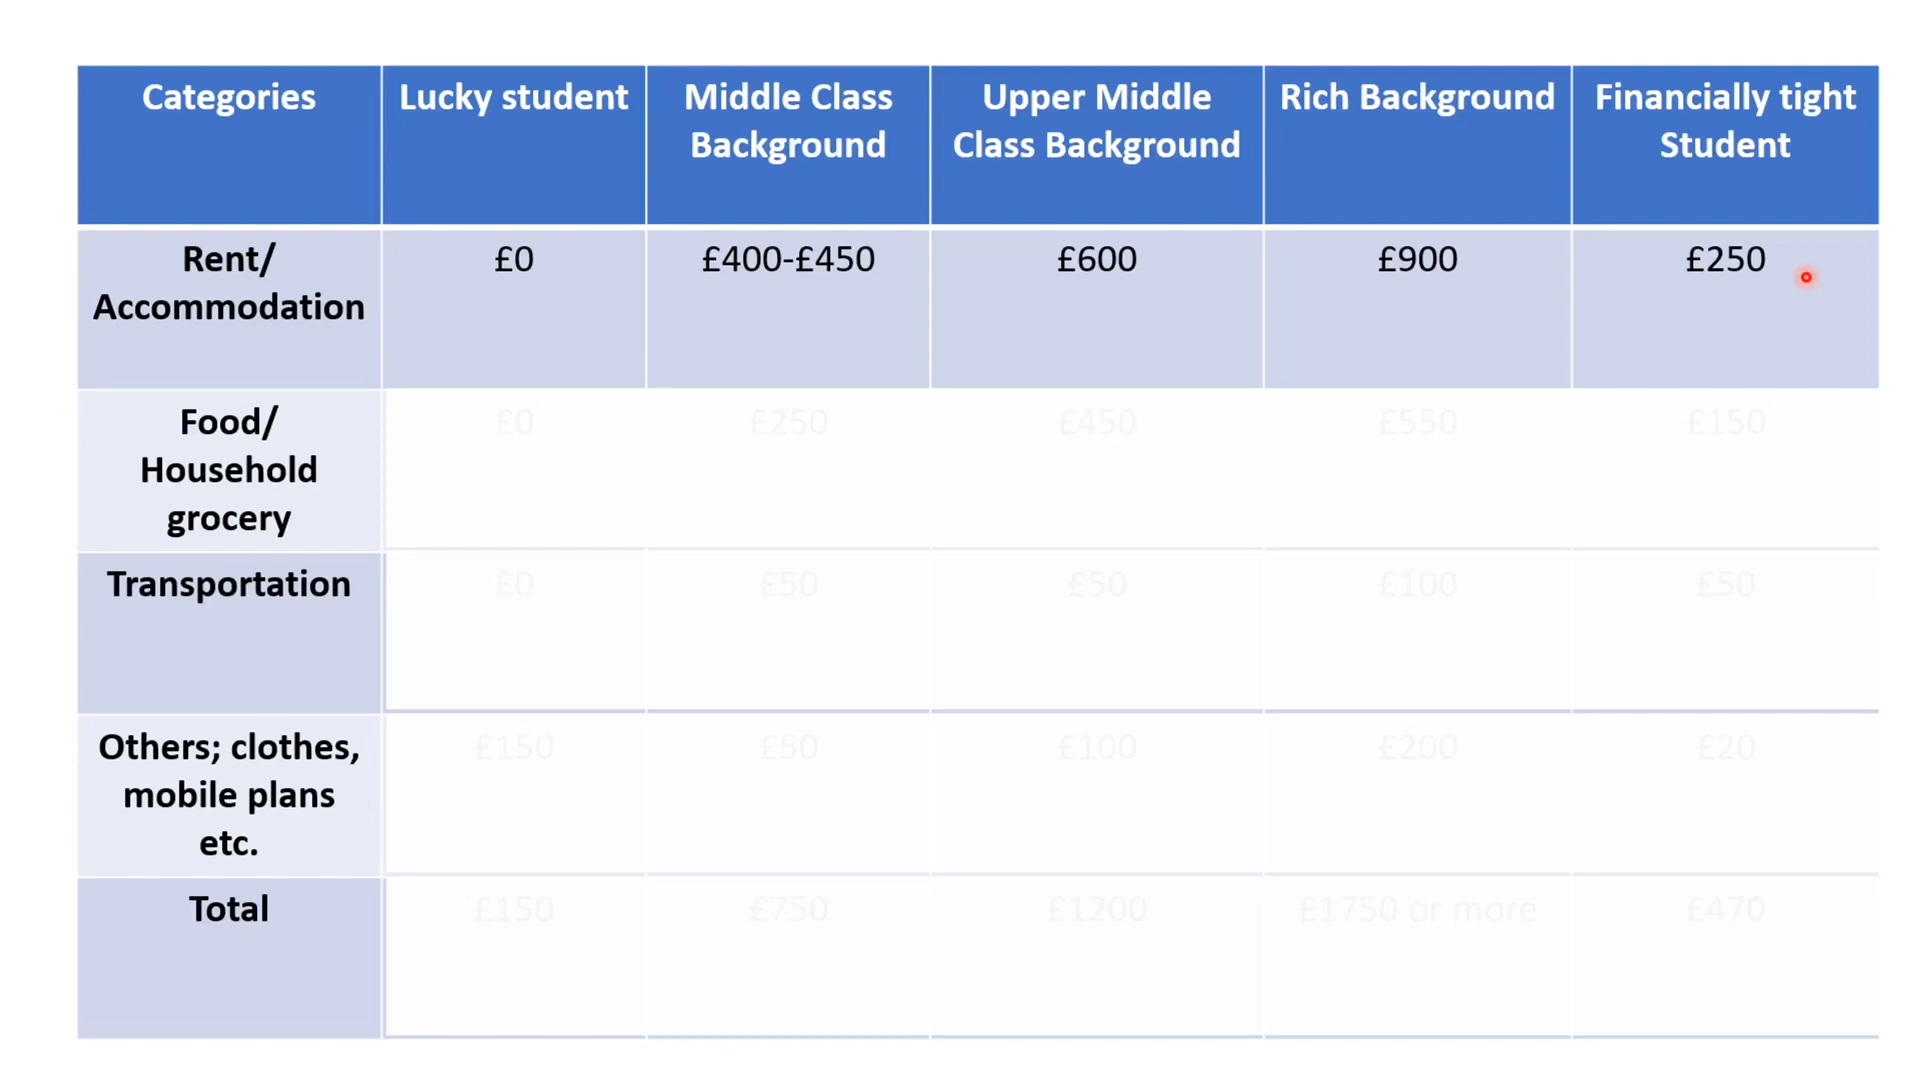 Categories
Lucky student
Middle Class
Background
Upper Middle
Class Background
Rich Background
Financially tight
Student
Rent/
Accommodation
£0
£400-£450
£600
£900
£250
Food/
Household
grocery
£0
£250
£450
£550
£150
Transportation
£0
£50
£50
£100
£50
Others; clothes,
mobile plans
etc.
£150
£50
£100
£200
£20
Total
£150
£750
£1200
£1750 or more
£470